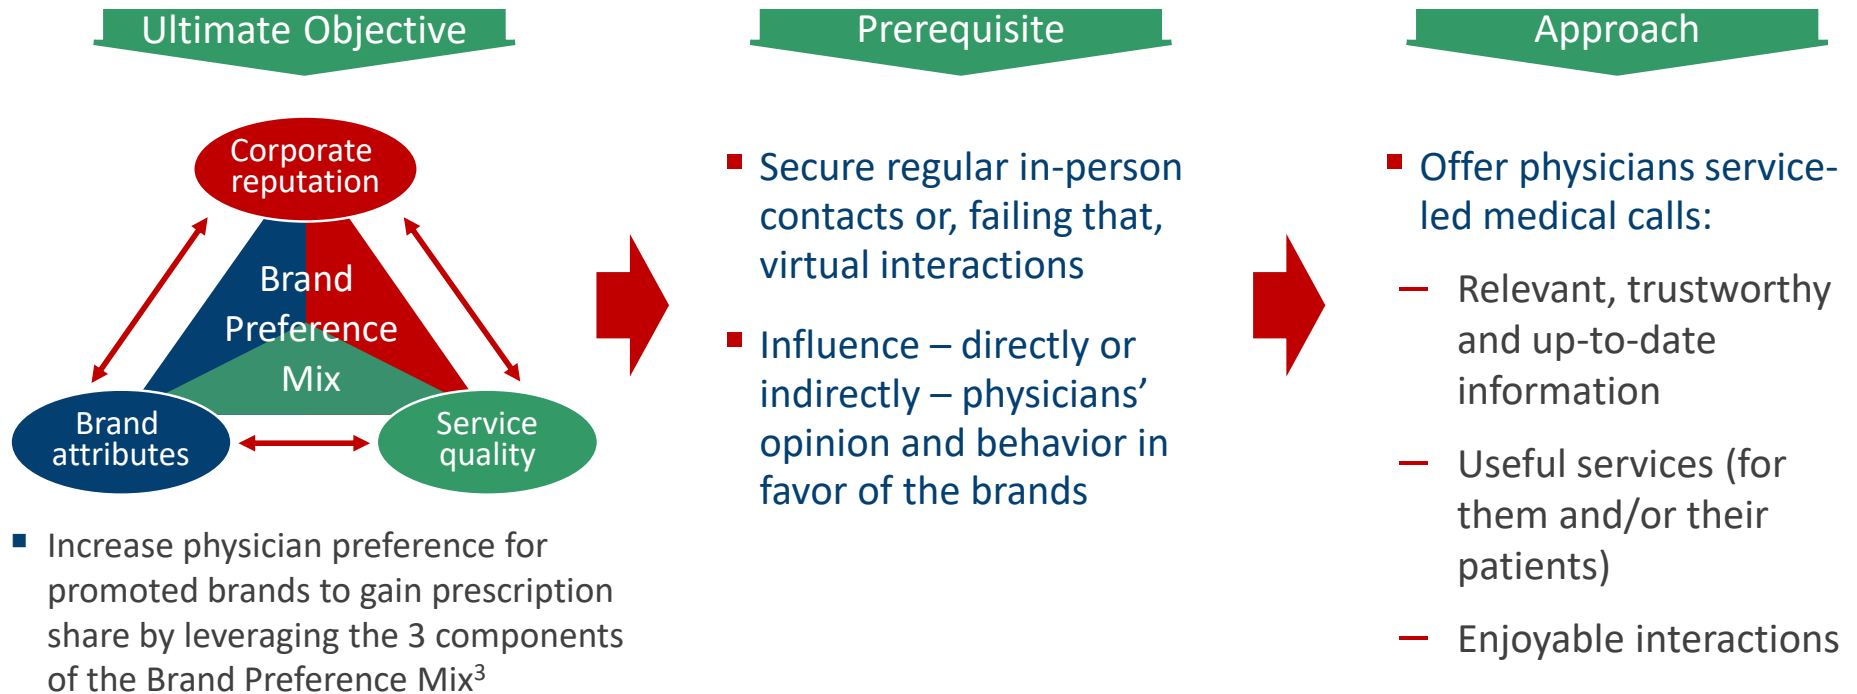 Ultimate Objective
Corporate
reputation
Brand
Preference
Mix
Brand
attributes
Service
quality
▪ Increase physician preference for
promoted brands to gain prescription
share by leveraging the 3 components
of the Brand Preference Mix³
Prerequisite
▪ Secure regular in-person
contacts or, failing that,
virtual interactions
▪ Influence – directly or
indirectly – physicians’
opinion and behavior in
favor of the brands
Approach
▪ Offer physicians service-
led medical calls:
— Relevant, trustworthy
and up-to-date
information
— Useful services (for
them and/or their
patients)
— Enjoyable interactions